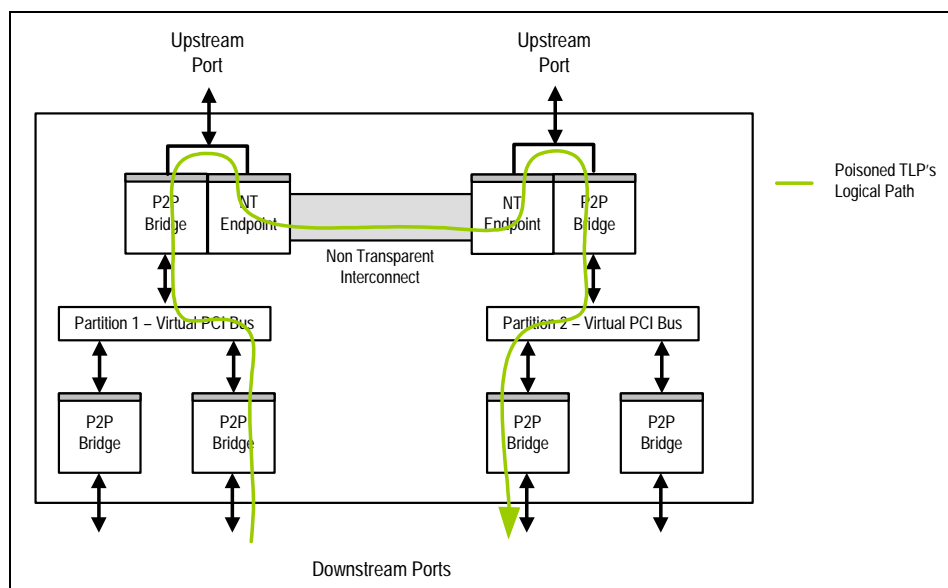 Upstream
Port
Upstream
Port
Poisoned TLP's
Logical Path
P2P
Bridge
NT
Endpoint
NT
Endpoint
P2P
Bridge
Non Transparent
Interconnect
Partition 1 – Virtual PCI Bus
Partition 2 – Virtual PCI Bus
P2P
Bridge
P2P
Bridge
P2P
Bridge
P2P
Bridge
Downstream Ports